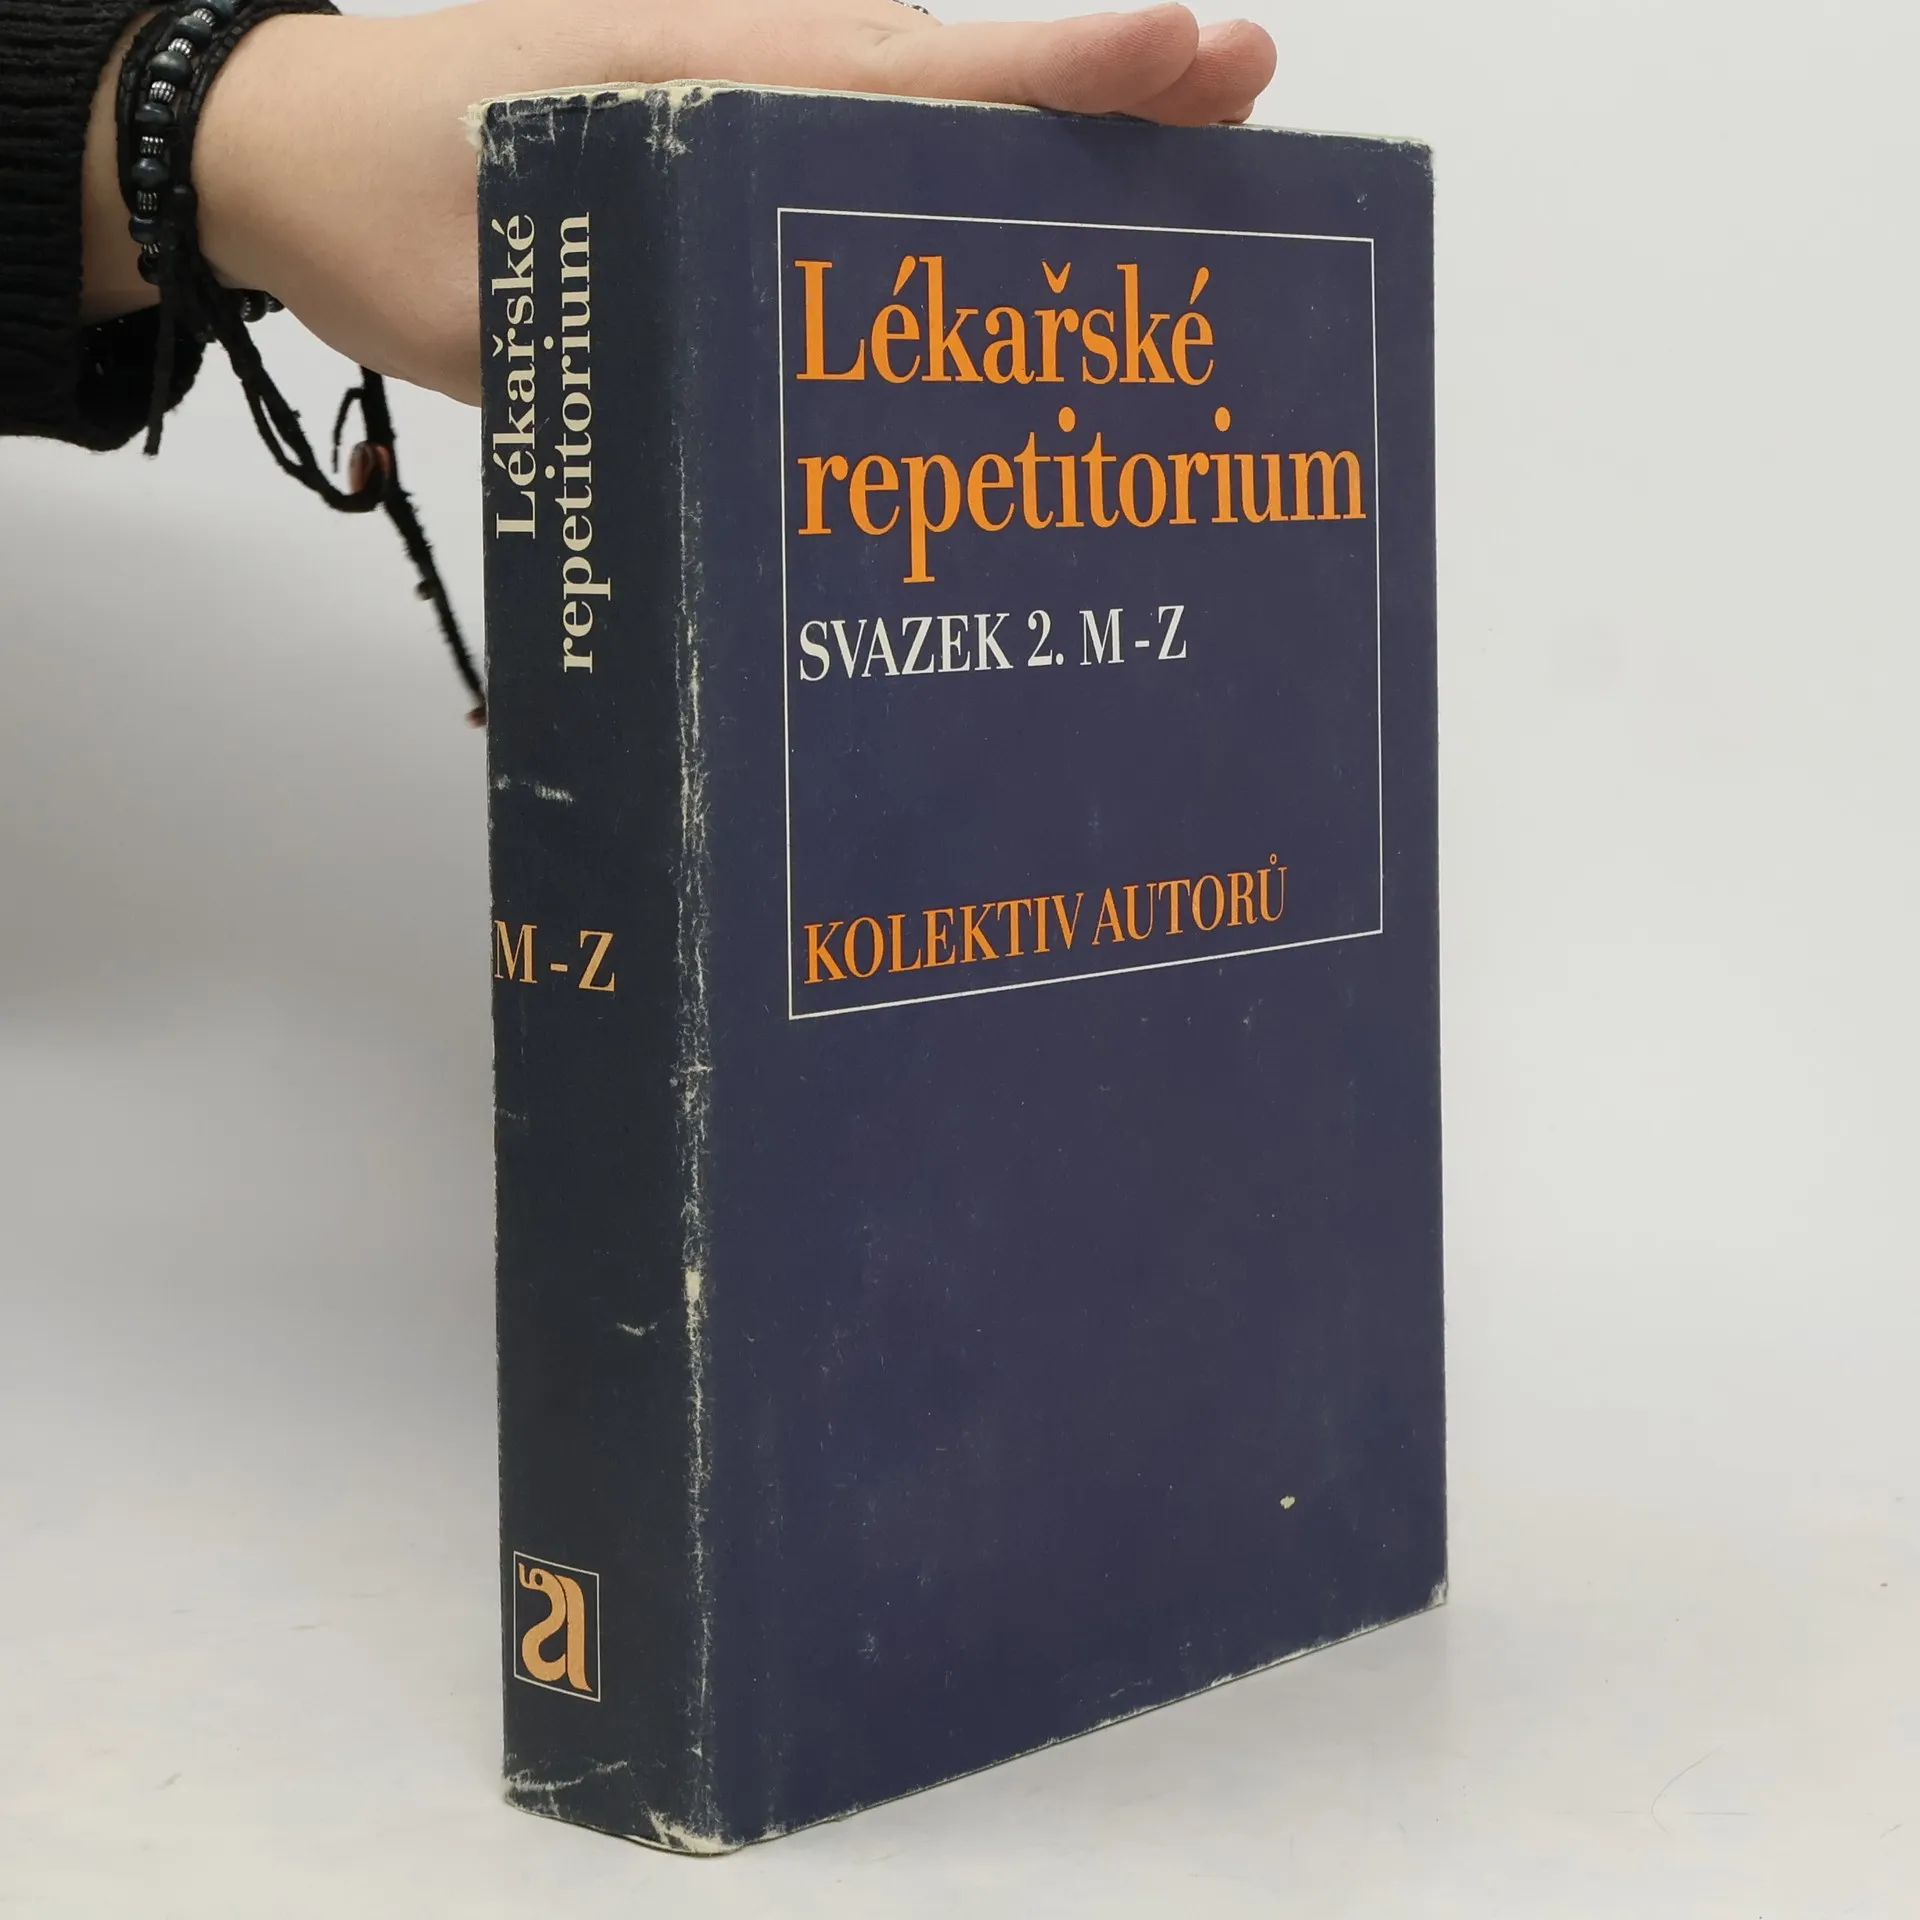 Lékařské
repetitorium
M-Z
a
Lékařské
repetitorium
SVAZEK 2. M-Z
KOLEKTIV AUTORŮ